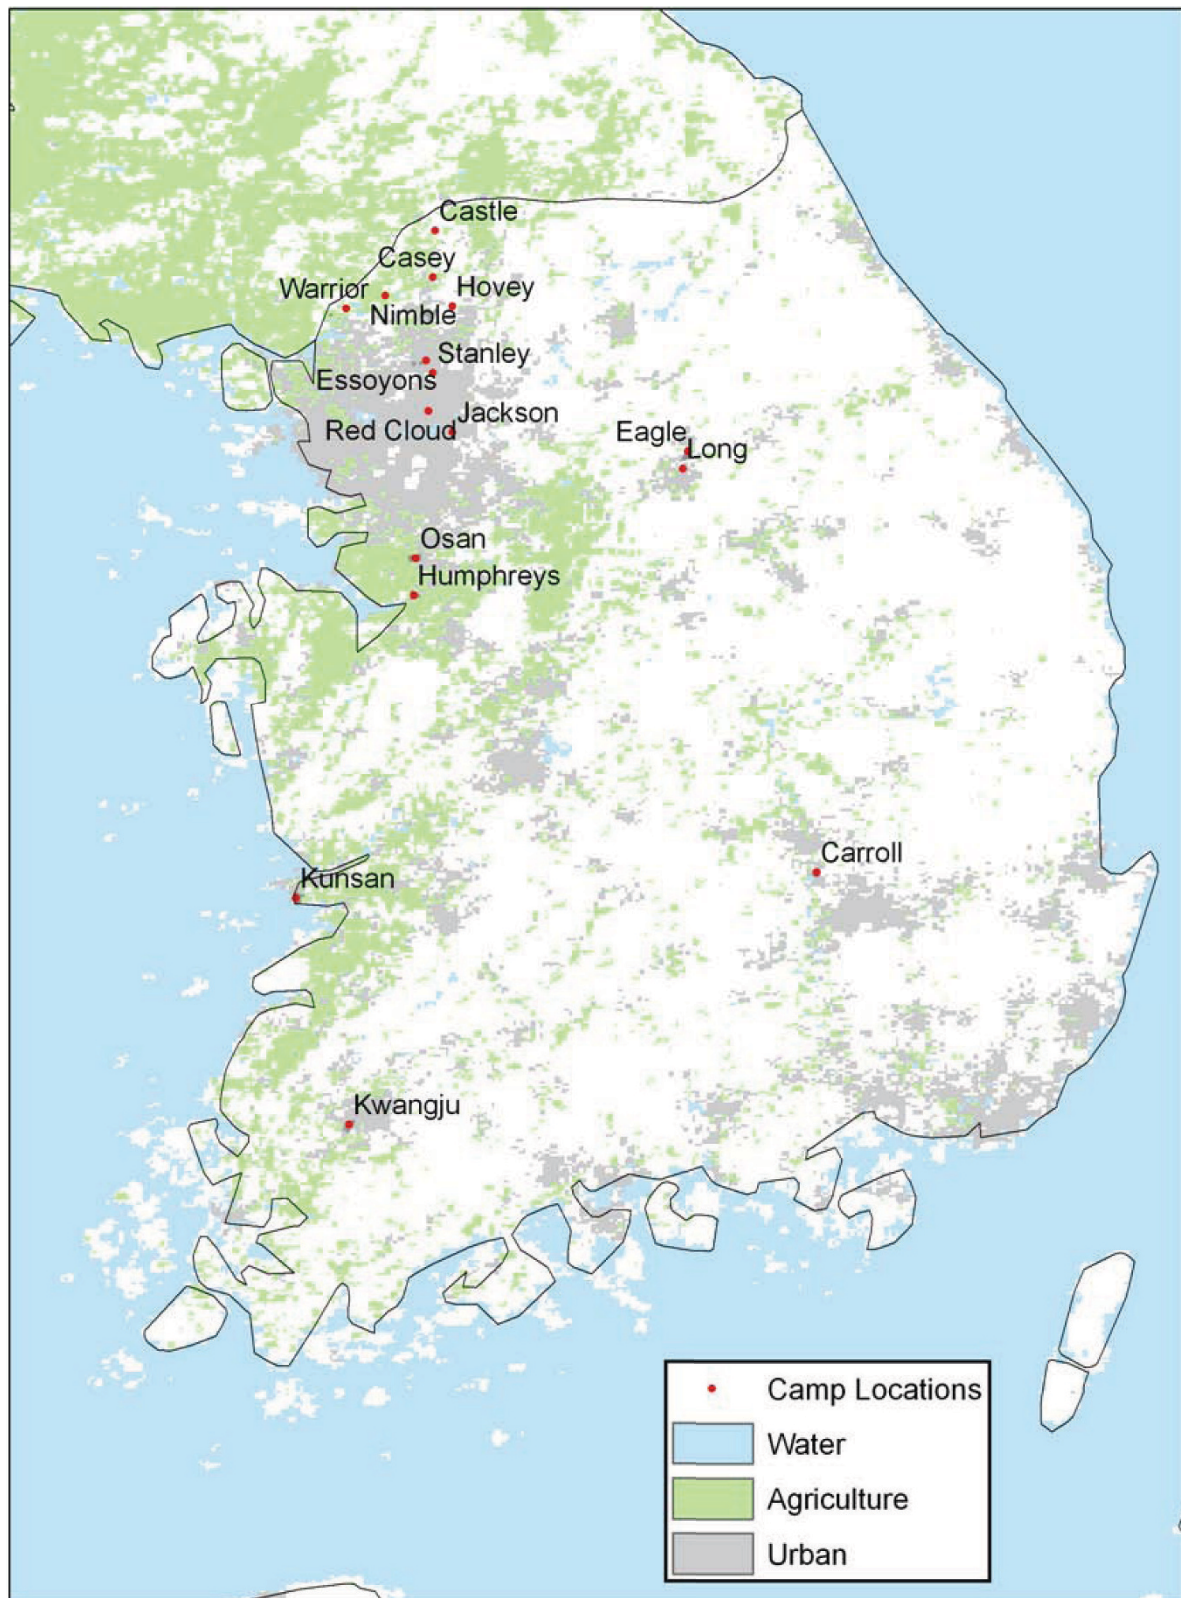 Castle
Casey
Warrior
Hovey
Nimble
Stanley
Essoyons
Jackson
Red Cloud
Eagle
Long
Osan
Humphreys
Carroll
Kunsan
Kwangju
Camp Locations
Water
Agriculture
Urban